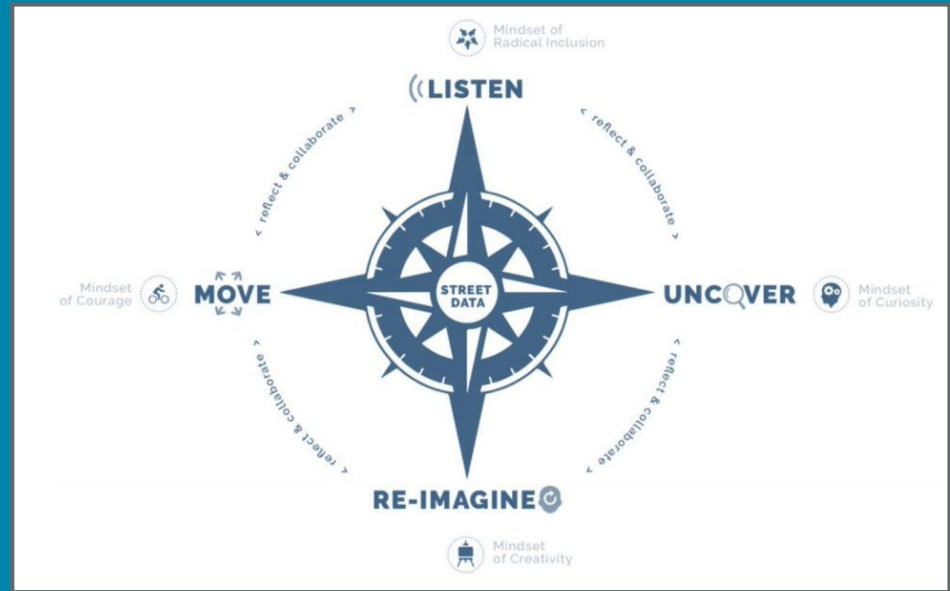 Mindset of
Radical Inclusion
LISTEN
< reflect & collaborate >
< reflect & collaborate >
Mindset
of Courage
MOVE
STREET
DATA
UNCOVER
Mindset
of Curiosity
< reflect & collaborate >
< reflect & collaborate >
RE-IMAGINE
Mindset
of Creativity